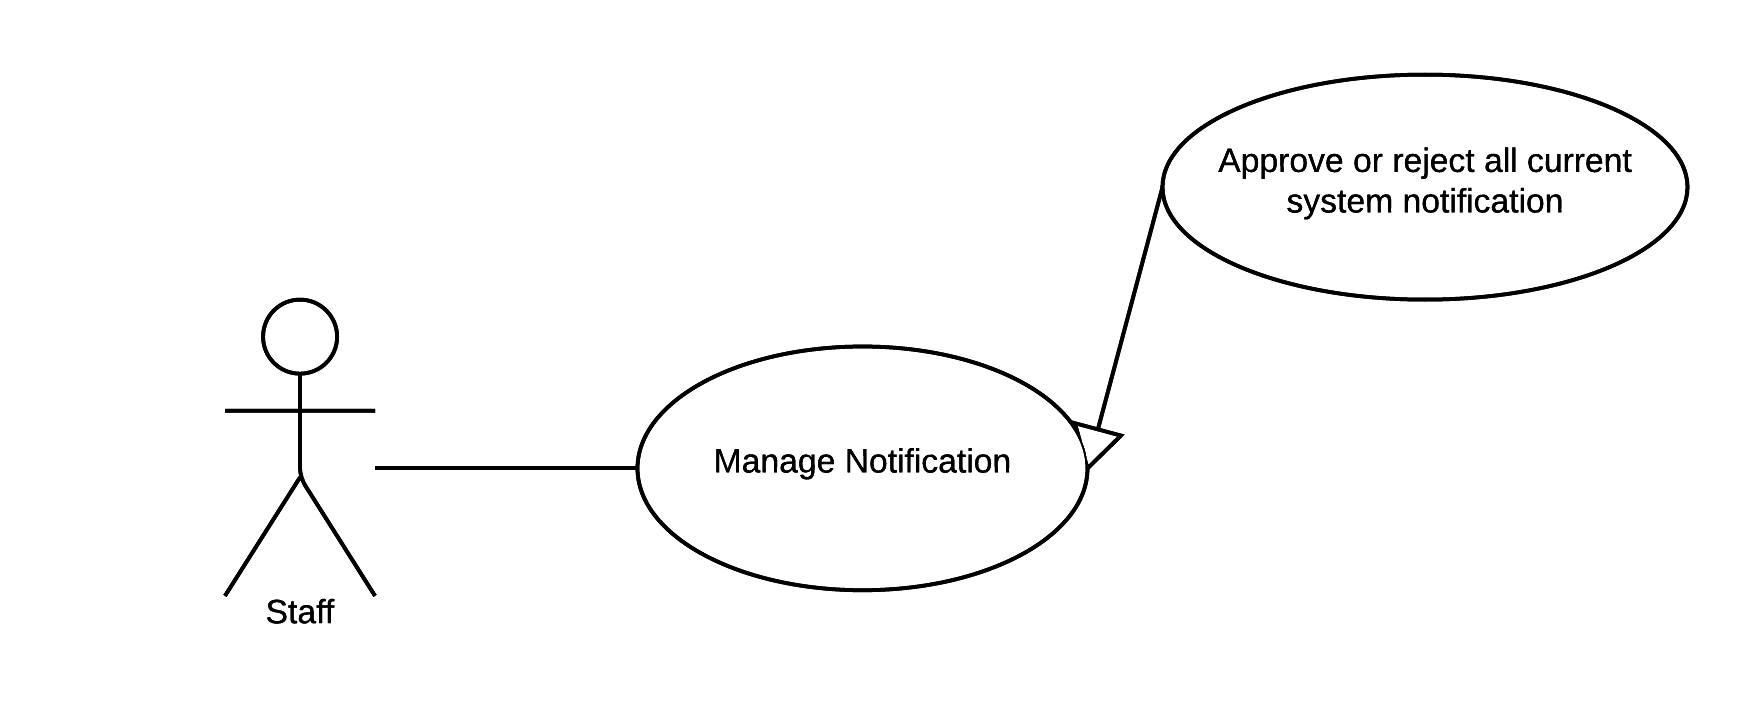 Approve or reject all current
system notification
Manage Notification
Staff